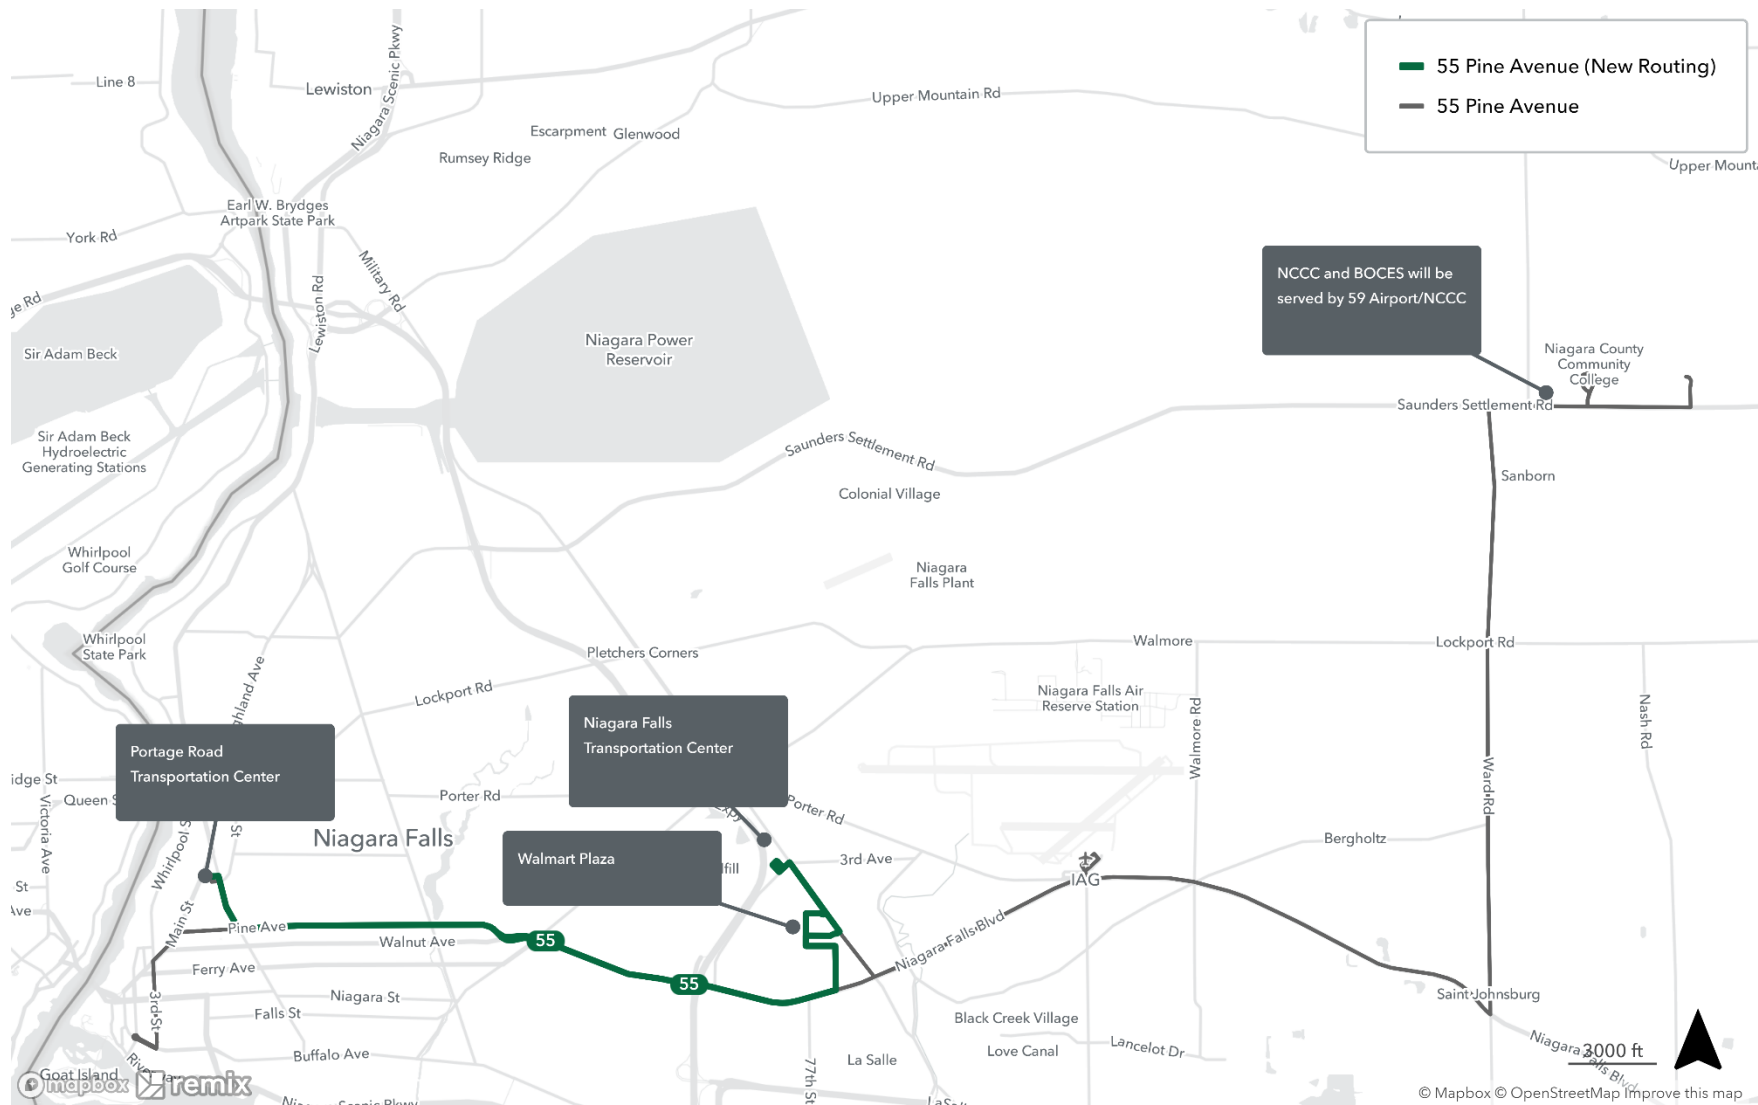 55 Pine Avenue (New Routing)
55 Pine Avenue
Line 8
Lewiston
Niagara Scenic Pkwy
Upper Mountain Rd
Escarpment
Glenwood
Rumsey Ridge
Earl W. Brydges
Artpark State Park
York Rd
Military Rd
Lewiston Rd
Sir Adam Beck
Niagara Power
Reservoir
NCCC and BOCES will be
served by 59 Airport/NCCC
Niagara County
Community
College
Saunders Settlement Rd
Sir Adam Beck
Hydroelectric
Generating Stations
Saunders Settlement Rd
Colonial Village
Sanborn
Whirlpool
Golf Course
Niagara
Falls Plant
Whirlpool
State Park
Pletchers Corners
Walmore
Lockport Rd
Lockport Rd
Niagara Falls Air
Reserve Station
Walmore Rd
Nash Rd
Ward Rd
Portage Road
Transportation Center
Niagara Falls
Transportation Center
Queen S
Victoria Ave
Porter Rd
Porter Rd
Expy
Niagara Falls
Whirlpool S
St
Walmart Plaza
3rd Ave
Bergholtz
IAG
St
Main St
Pine Ave
Walnut Ave
55
Niagara Falls Blvd
Ferry Ave
55
Niagara St
3rd St
Falls St
Saint Johnsburg
Black Creek Village
Buffalo Ave
Love Canal
Lancelot Dr
La Salle
77th St
Niagara Falls Blvd
3000 ft
Goat Island
mapbox
remix
© Mapbox © OpenStreetMap Improve this map